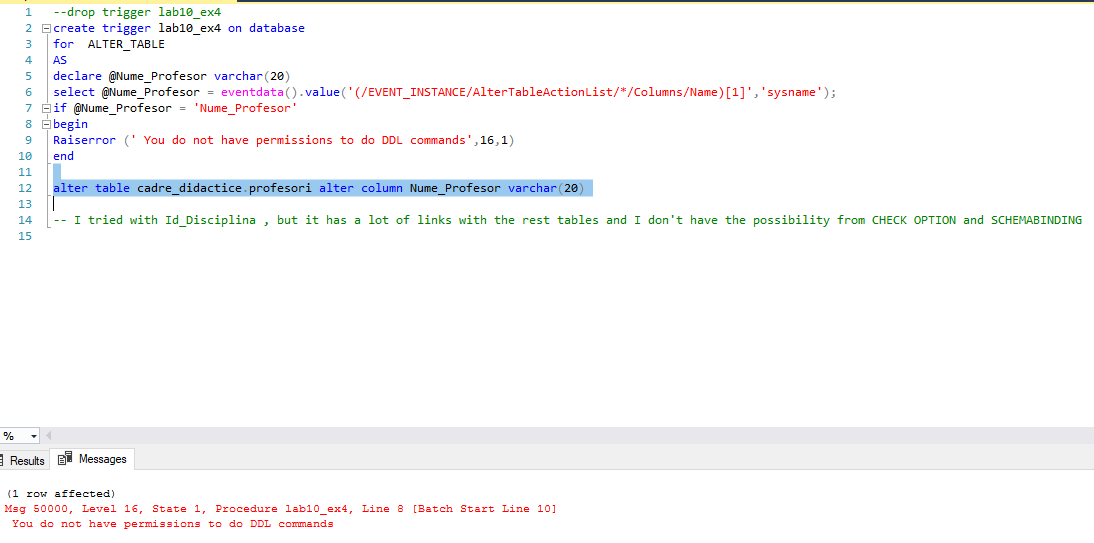 1 --drop trigger lab10_ex4
2 create trigger lab10_ex4 on database
3 for  ALTER_TABLE
4 AS
5 declare @Nume_Profesor varchar(20)
6 select @Nume_Profesor = eventdata().value('(/EVENT_INSTANCE/AlterTableActionList/*/Columns/Name)[1]','sysname');
7 if @Nume_Profesor = 'Nume_Profesor'
8 begin
9 Raiserror (' You do not have permissions to do DDL commands',16,1)
10 end
11
12 alter table cadre_didactice.profesori alter column Nume_Profesor varchar(20)
13
14 -- I tried with Id_Disciplina , but it has a lot of links with the rest tables and I don't have the possibility from CHECK OPTION and SCHEMABINDING
15
%
Results Messages
(1 row affected)
Msg 50000, Level 16, State 1, Procedure lab10_ex4, Line 8 [Batch Start Line 10]
 You do not have permissions to do DDL commands